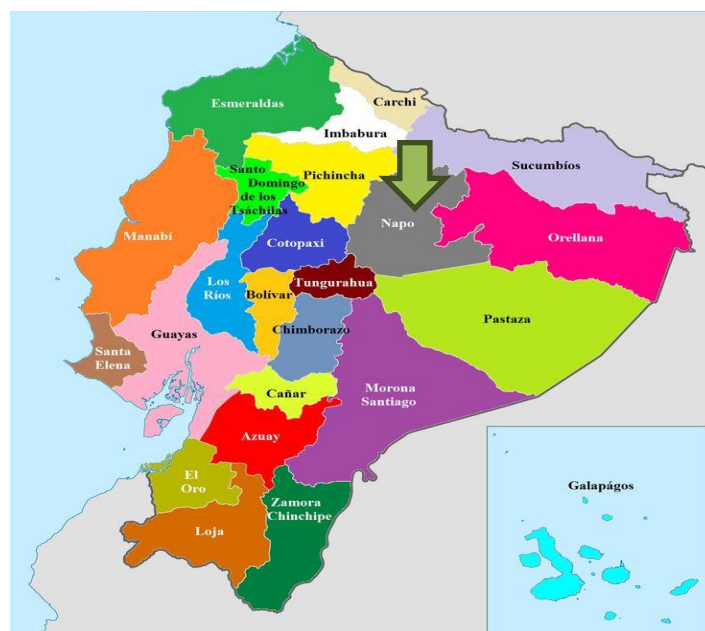 Esmeraldas
Carchi
Imbabura
Sucumbíos
Santo
Domingo
de los
Tsáchilas
Pichincha
Napo
Orellana
Manabí
Cotopaxi
Los
Ríos
Bolívar
Tungurahua
Pastaza
Guayas
Chimborazo
Santa
Elena
Cañar
Morona
Santiago
Azuay
El
Oro
Zamora
Chinchipe
Loja
Galapágos